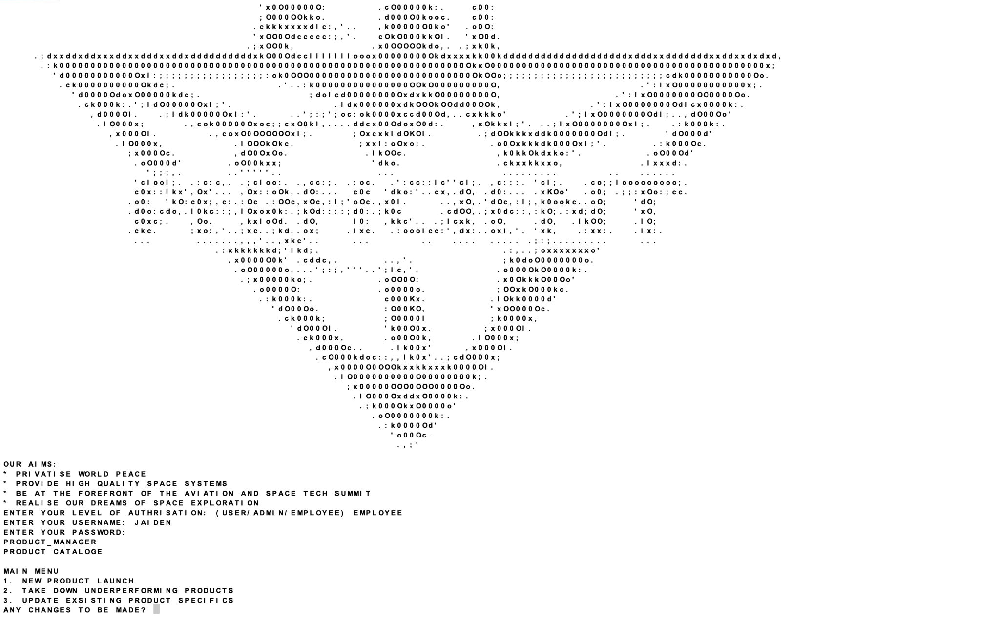 OUR AIMS:
* PRIVATISE WORLD PEACE
* PROVIDE HIGH QUALITY SPACE SYSTEMS
* BE AT THE FOREFRONT OF THE AVIATION AND SPACE TECH SUMMIT
* REALISE OUR DREAMS OF SPACE EXPLORATION
ENTER YOUR LEVEL OF AUTHRISATION: (USER/ADMIN/EMPLOYEE) EMPLOYEE
ENTER YOUR USERNAME: JAIDEN
ENTER YOUR PASSWORD:
PRODUCT_MANAGER
PRODUCT CATALOGE
MAIN MENU
1. NEW PRODUCT LAUNCH
2. TAKE DOWN UNDERPERFORMING PRODUCTS
3. UPDATE EXSISTING PRODUCT SPECIFICS
ANY CHANGES TO BE MADE?